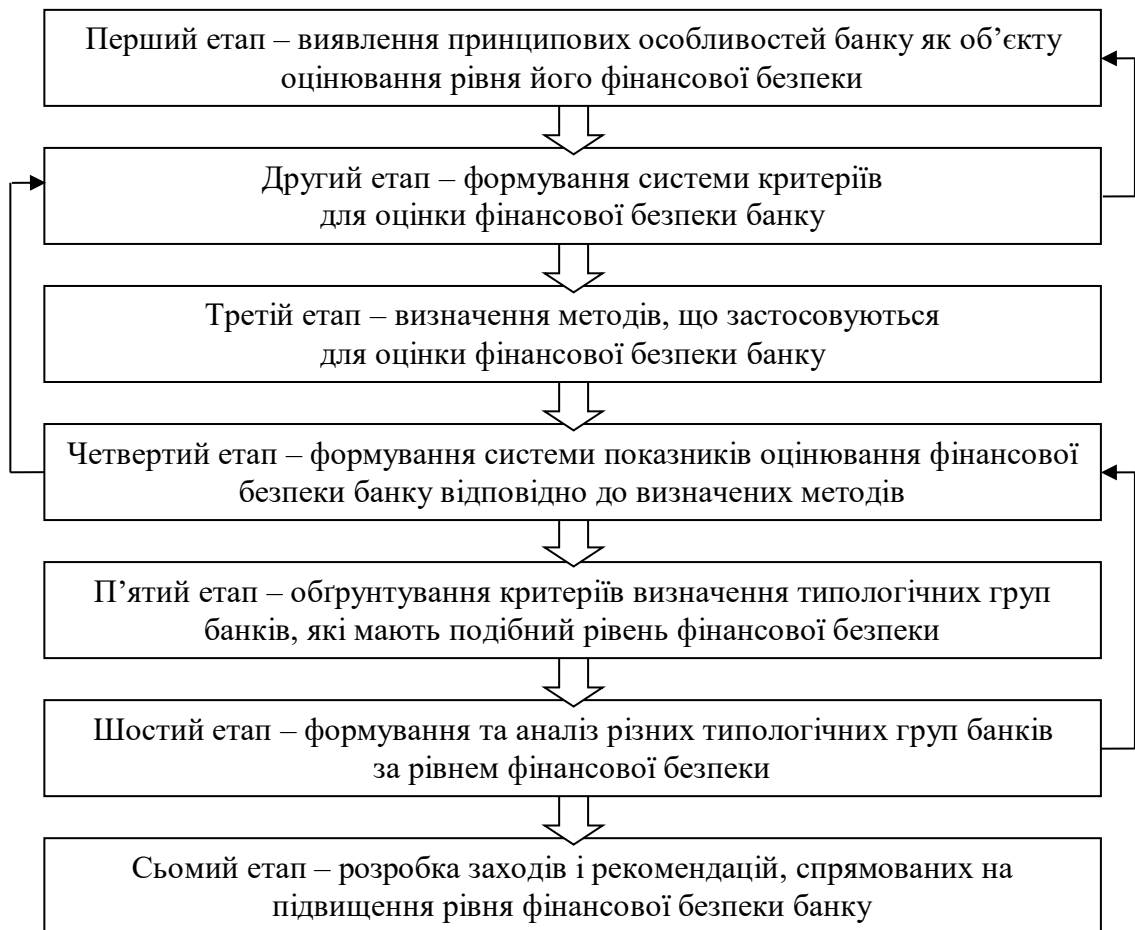 Перший етап – виявлення принципових особливостей банку як об’єкту
оцінювання рівня його фінансової безпеки
Другий етап – формування системи критеріїв
для оцінки фінансової безпеки банку
Третій етап – визначення методів, що застосовуються
для оцінки фінансової безпеки банку
Четвертий етап – формування системи показників оцінювання фінансової
безпеки банку відповідно до визначених методів
П’ятий етап – обґрунтування критеріїв визначення типологічних груп
банків, які мають подібний рівень фінансової безпеки
Шостий етап – формування та аналіз різних типологічних груп банків
за рівнем фінансової безпеки
Сьомий етап – розробка заходів і рекомендацій, спрямованих на
підвищення рівня фінансової безпеки банку